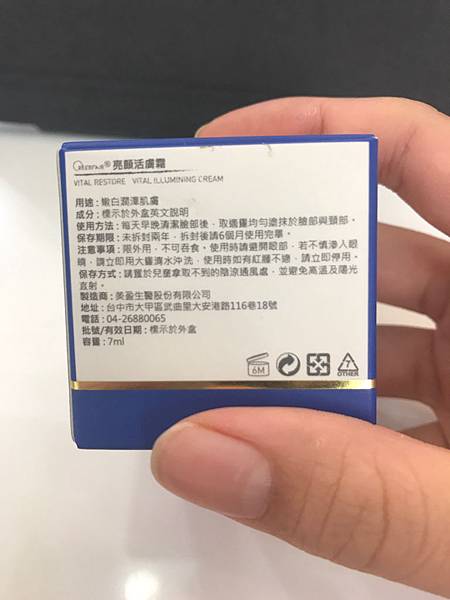 亮顏活膚霜
VITAL RESTORE VITAL ILLUMINING CREAM
用途: 嫩白潤澤肌膚
成分: 標示於外盒英文說明
使用方法: 每天早晚清潔臉部後,取適量均勻塗抹於臉部與頸部。
保存期限: 未拆封兩年,拆封後請6個月使用完畢。
注意事項: 限外用,不可吞食。使用時請避開眼部,若不慎滲入眼
睛,請立即用大量清水沖洗,使用時如有紅腫不適,請立即停用。
保存方式: 請置於兒童拿取不到的陰涼通風處,並避免高溫及陽光
直射。
製造商: 美盈生醫股份有限公司
地址: 台中市大甲區武曲里大安港路116巷18號
電話: 04-26880065
批號/有效日期: 標示於外盒
容量: 7ml
6M
7
OTHER